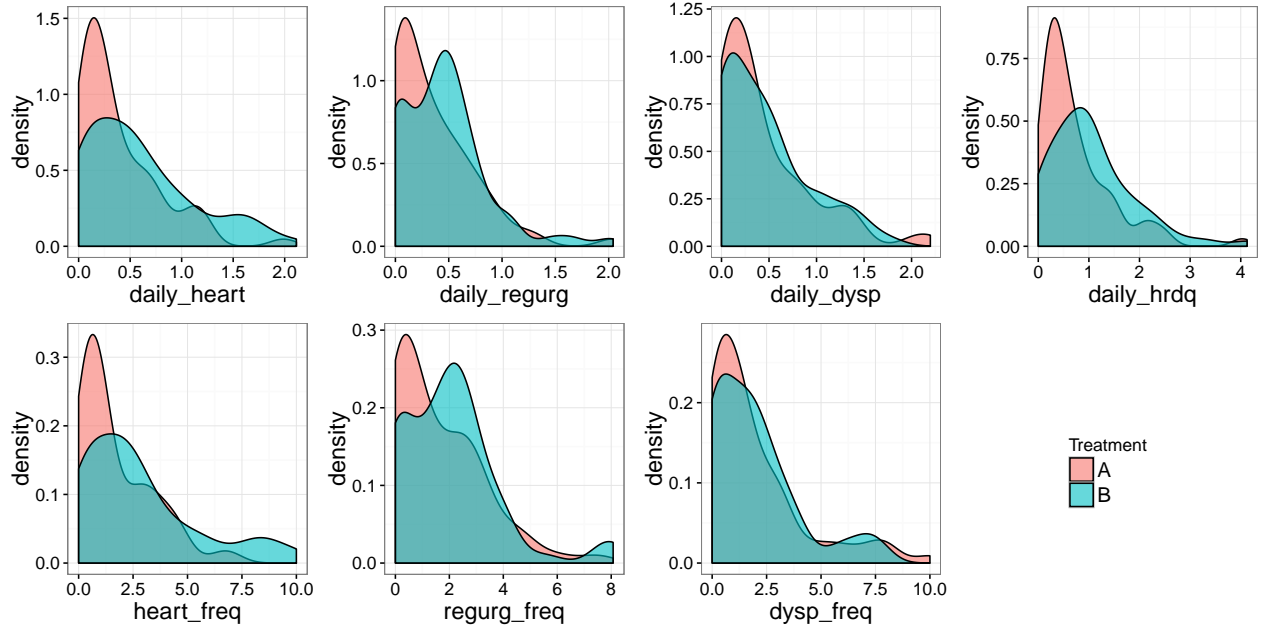 1.5
1.0
0.5
0.0
density
0.0 0.5 1.0 1.5 2.0
daily_heart
1.0
0.5
0.0
density
0.0 0.5 1.0 1.5 2.0
daily_regurg
1.25
1.00
0.75
0.50
0.25
0.00
density
0.0 0.5 1.0 1.5 2.0
daily_dysp
0.75
0.50
0.25
0.00
density
0 1 2 3 4
daily_hrdq
0.3
0.2
0.1
0.0
density
0.0 2.5 5.0 7.5 10.0
heart_freq
0.3
0.2
0.1
0.0
density
0 2 4 6 8
regurg_freq
0.2
0.1
0.0
density
0.0 2.5 5.0 7.5 10.0
dysp_freq
Treatment
A
B